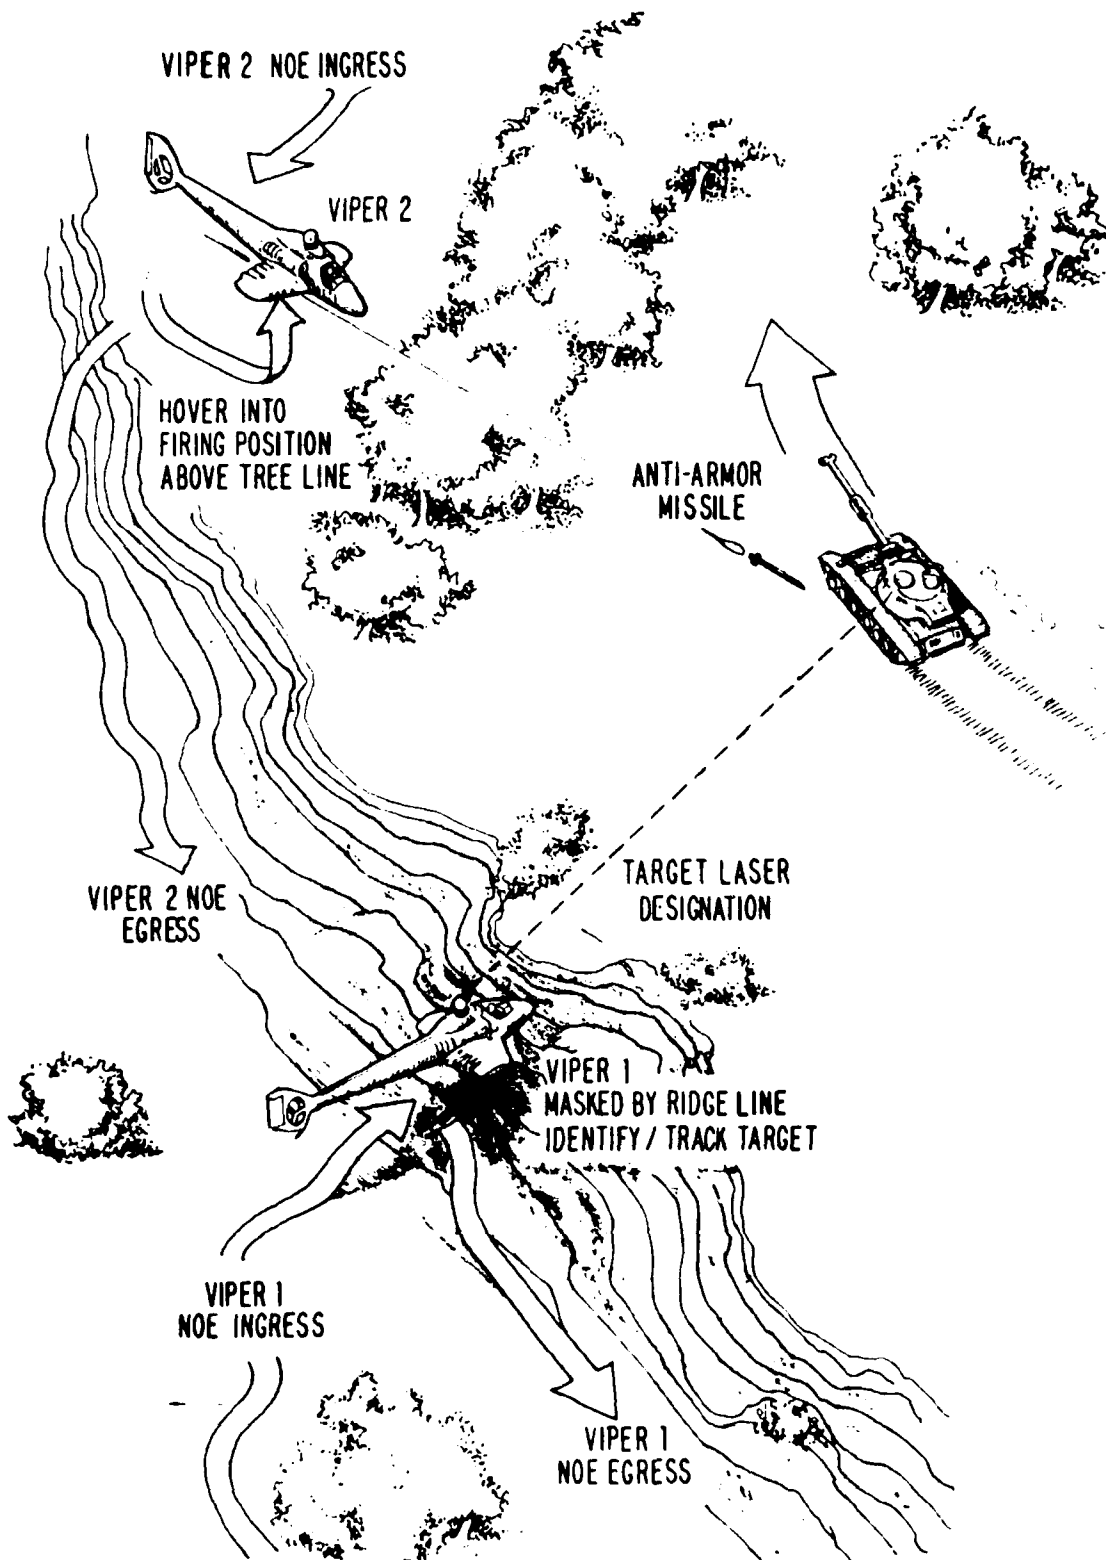 VIPER 2 NOE INGRESS
VIPER 2
HOVER INTO
FIRING POSITION
ABOVE TREE LINE
ANTI-ARMOR
MISSILE
VIPER 2 NOE
EGRESS
TARGET LASER
DESIGNATION
VIPER 1
MASKED BY RIDGE LINE
IDENTIFY / TRACK TARGET
VIPER 1
NOE INGRESS
VIPER 1
NOE EGRESS